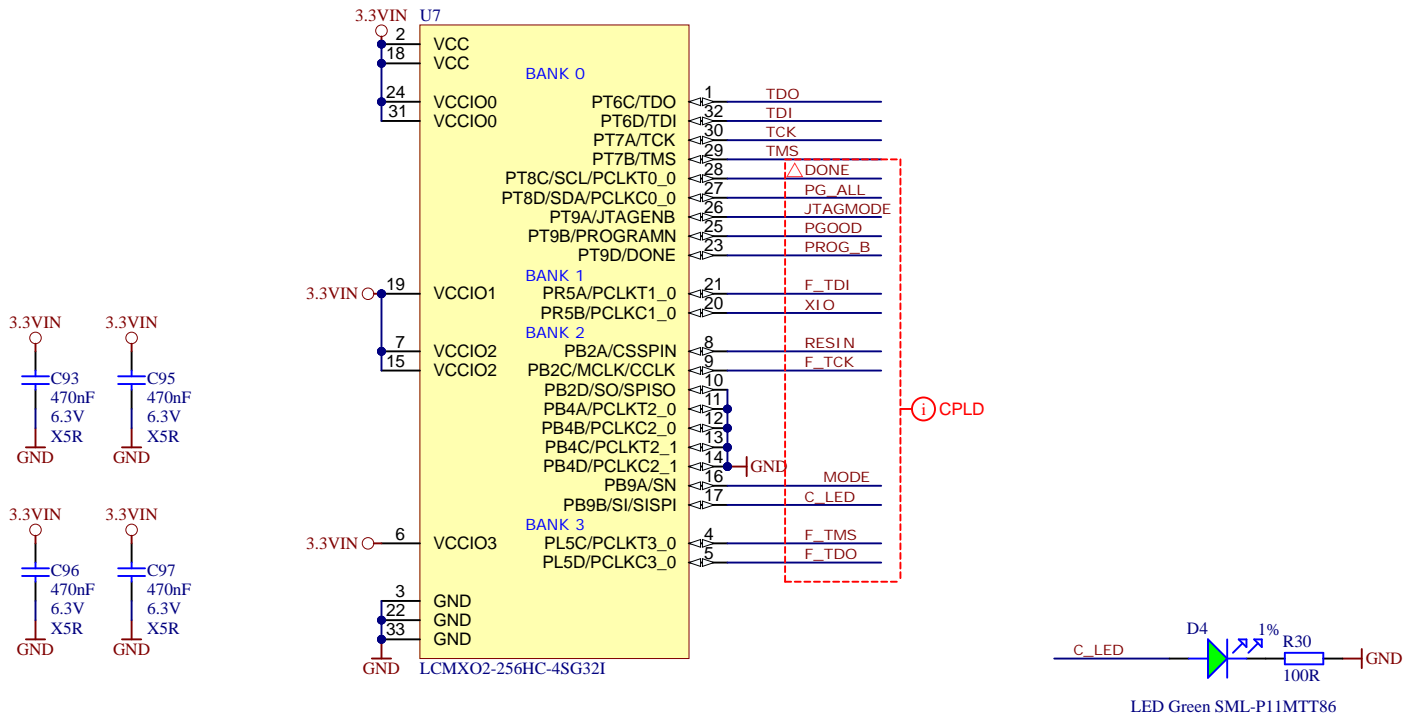 3.3VIN U7
2 VCC
18 VCC
BANK 0
24 VCCIO0
31 VCCIO0
PT6C/TDO 1 TDO
PT6D/TDI 32 TDI
PT7A/TCK 30 TCK
PT7B/TMS 29 TMS
PT8C/SCL/PCLKT0_0 28 DONE
PT8D/SDA/PCLKC0_0 27 PG_ALL
PT9A/JTAGENB 26 JTAGMODE
PT9B/PROGRAMN 25 PGOOD
PT9D/DONE 23 PROG_B
BANK 1
3.3VIN 19 VCCIO1
PR5A/PCLKT1_0 21 F_TDI
PR5B/PCLKC1_0 20 XIO
BANK 2
7 VCCIO2
15 VCCIO2
PB2A/CSSPIN 8 RESIN
PB2C/MCLK/CCLK 9 F_TCK
PB2D/SO/SPISO 10
PB4A/PCLKT2_0 11
PB4B/PCLKC2_0 12
PB4C/PCLKT2_1 13
PB4D/PCLKC2_1 14 GND
PB9A/SN 16 MODE
PB9B/SI/SISPI 17 C_LED
BANK 3
3.3VIN 6 VCCIO3
PL5C/PCLKT3_0 4 F_TMS
PL5D/PCLKC3_0 5 F_TDO
3 GND
22 GND
33 GND
GND
LCMXO2-256HC-4SG32I
i CPLD
3.3VIN
C93
470nF
6.3V
X5R
GND
3.3VIN
C95
470nF
6.3V
X5R
GND
3.3VIN
C96
470nF
6.3V
X5R
GND
3.3VIN
C97
470nF
6.3V
X5R
GND
C_LED D4 1% R30 GND
100R
LED Green SML-P11MTT86